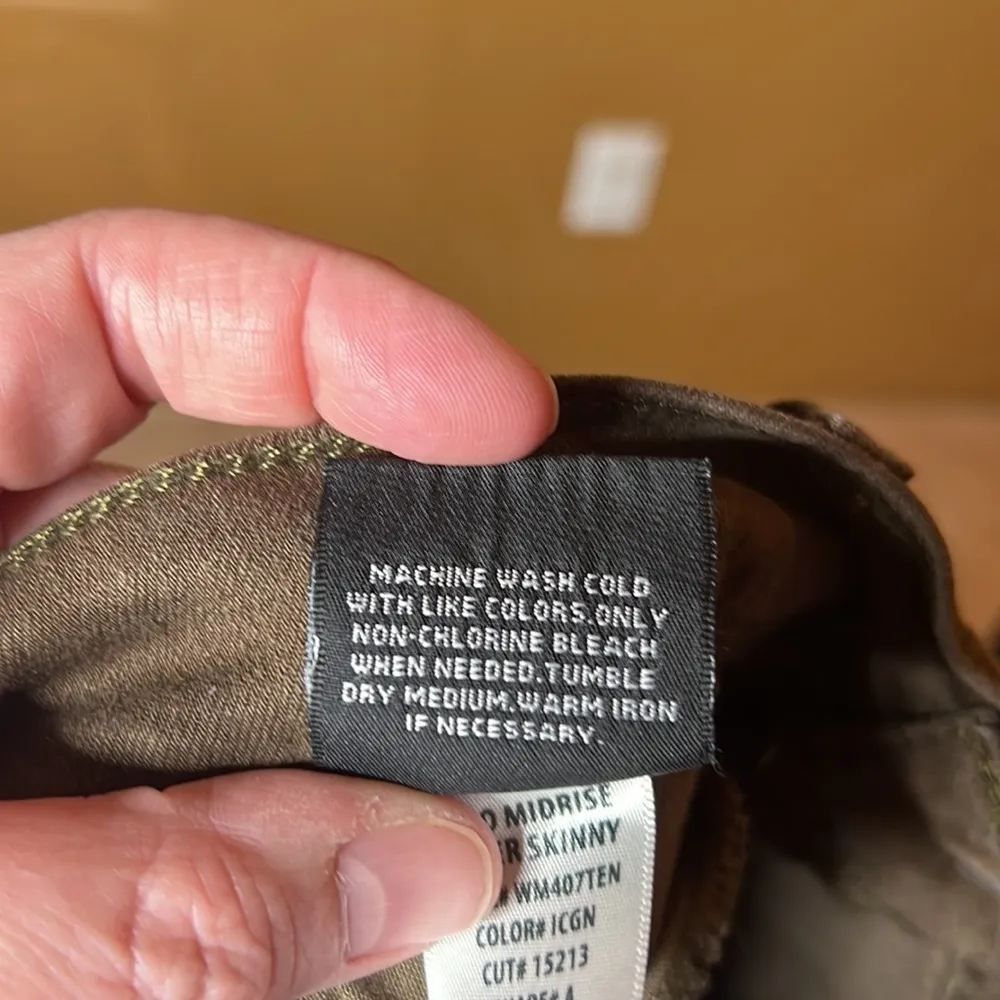 MACHINE WASH COLD
WITH LIKE COLORS.ONLY
NON-CHLORINE BLEACH
WHEN NEEDED.TUMBLE
DRY MEDIUM.WARM IRON
IF NECESSARY.
MIDRISE
SKINNY
WM407TEN
COLOR# ICGN
CUT# 15213